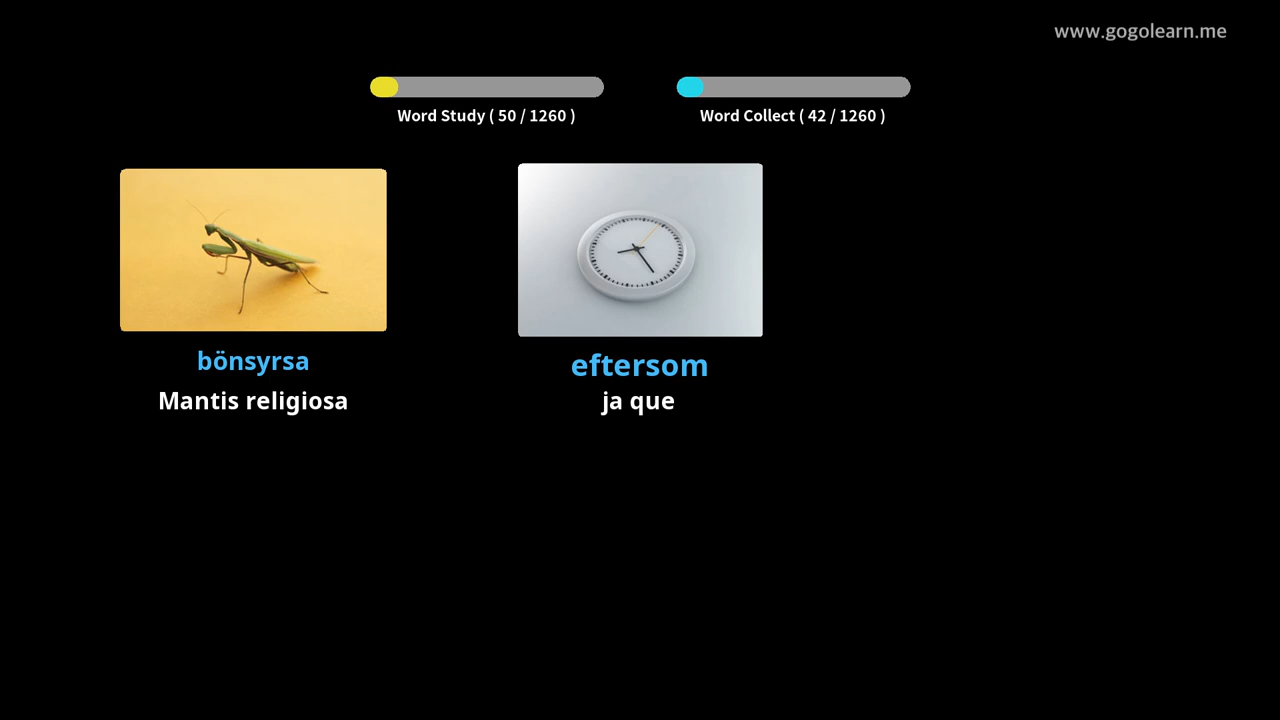 www.gogolearn.me
Word Study ( 50 / 1260 )
Word Collect ( 42 / 1260 )
bönsyrsa
Mantis religiosa
eftersom
ja que